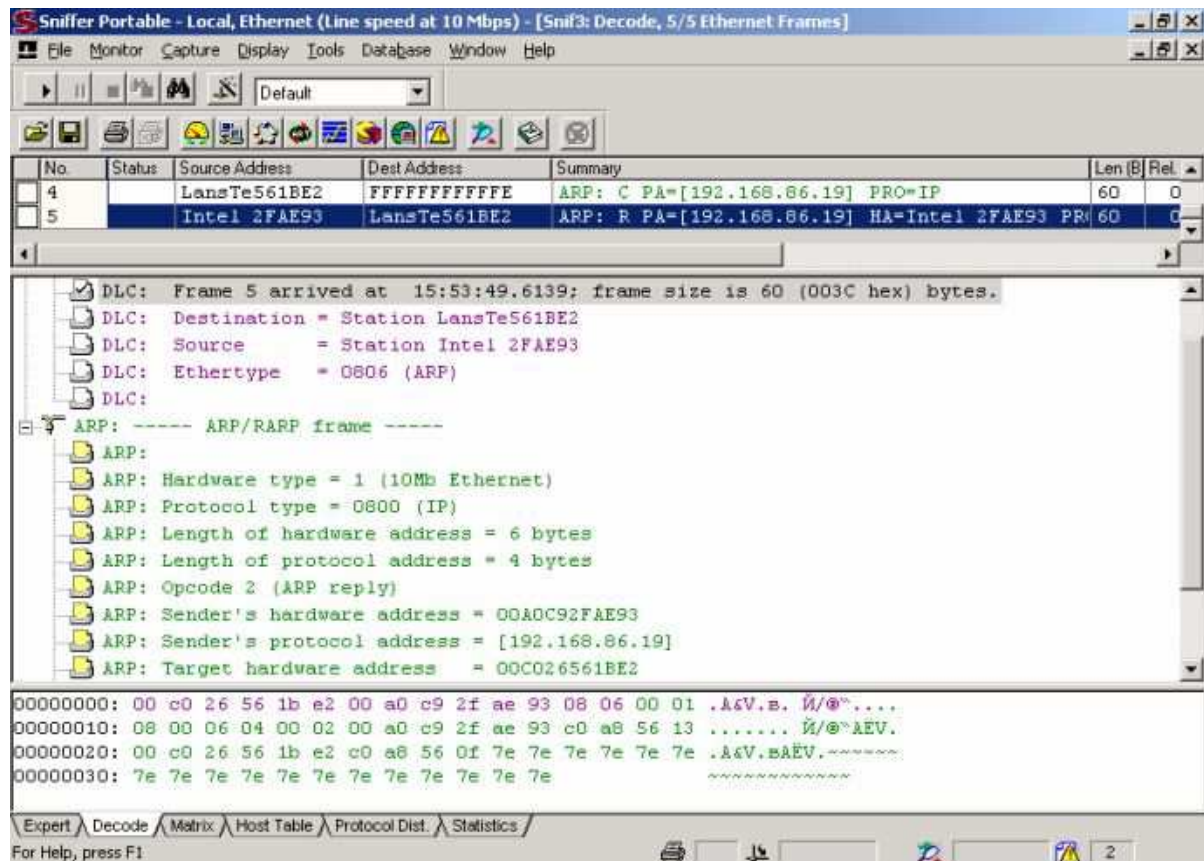 Sniffer Portable - Local, Ethernet (Line speed at 10 Mbps) - [Snif3: Decode, 5/5 Ethernet Frames]
File Monitor Capture Display Tools Database Window Help
Default
No. Status Source Address Dest Address Summary Len (B Rel.
4 LansTe561BE2 FFFFFFFFFFFE ARP: C PA=[192.168.86.19] PRO=IP 60 0
5 Intel 2FAE93 LansTe561BE2 ARP: R PA=[192.168.86.19] HA=Intel 2FAE93 PR( 60 0
DLC: Frame 5 arrived at 15:53:49.6139; frame size is 60 (003C hex) bytes.
DLC: Destination = Station LansTe561BE2
DLC: Source = Station Intel 2FAE93
DLC: Ethertype = 0806 (ARP)
DLC:
ARP: ----- ARP/RARP frame -----
ARP:
ARP: Hardware type = 1 (10Mb Ethernet)
ARP: Protocol type = 0800 (IP)
ARP: Length of hardware address = 6 bytes
ARP: Length of protocol address = 4 bytes
ARP: Opcode 2 (ARP reply)
ARP: Sender's hardware address = 00A0C92FAE93
ARP: Sender's protocol address = [192.168.86.19]
ARP: Target hardware address = 00C026561BE2
00000000: 00 c0 26 56 1b e2 00 a0 c9 2f ae 93 08 06 00 01 .А&V.в. Й/®“....
00000010: 08 00 06 04 00 02 00 a0 c9 2f ae 93 c0 a8 56 13 ....... Й/®“АЁV.
00000020: 00 c0 26 56 1b e2 c0 a8 56 0f 7e 7e 7e 7e 7e 7e .А&V.вАЁV.~~~~~~
00000030: 7e 7e 7e 7e 7e 7e 7e 7e 7e 7e 7e 7e ~~~~~~~~~~~~
Expert Decode Matrix Host Table Protocol Dist. Statistics
For Help, press F1 2